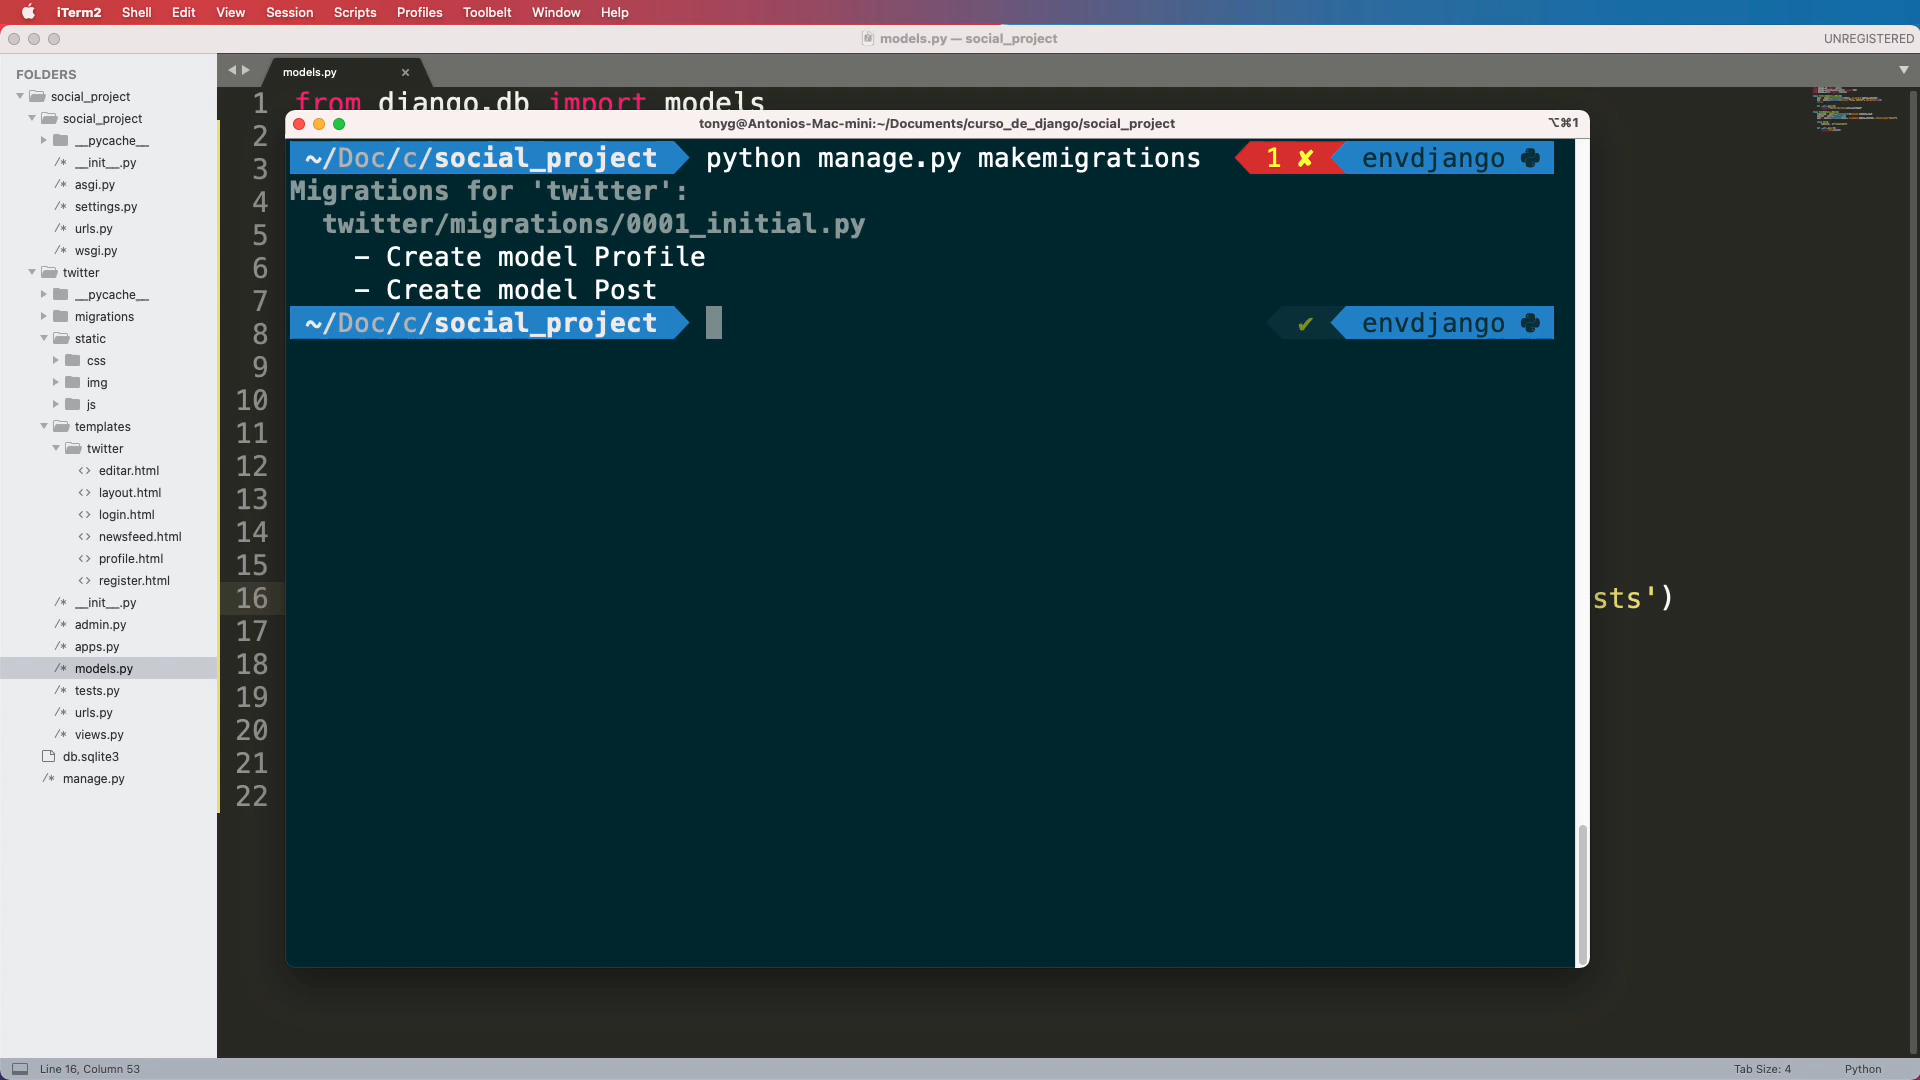 iTerm2 Shell Edit View Session Scripts Profiles Toolbelt Window Help
models.py — social_project
UNREGISTERED
FOLDERS
social_project
social_project
__pycache__
/* __init__.py
/* asgi.py
/* settings.py
/* urls.py
/* wsgi.py
twitter
__pycache__
migrations
static
css
img
js
templates
twitter
<> editar.html
<> layout.html
<> login.html
<> newsfeed.html
<> profile.html
<> register.html
/* __init__.py
/* admin.py
/* apps.py
/* models.py
/* tests.py
/* urls.py
/* views.py
db.sqlite3
/* manage.py
models.py ×
1 from django.db import models
2
3
4
5
6
7
8
9
10
11
12
13
14
15
16 sts')
17
18
19
20
21
22
tonyg@Antonios-Mac-mini:~/Documents/curso_de_django/social_project ⌥⌘1
~/Doc/c/social_project python manage.py makemigrations 1 ✘ envdjango
Migrations for 'twitter':
twitter/migrations/0001_initial.py
- Create model Profile
- Create model Post
~/Doc/c/social_project ✔ envdjango
Line 16, Column 53
Tab Size: 4 Python